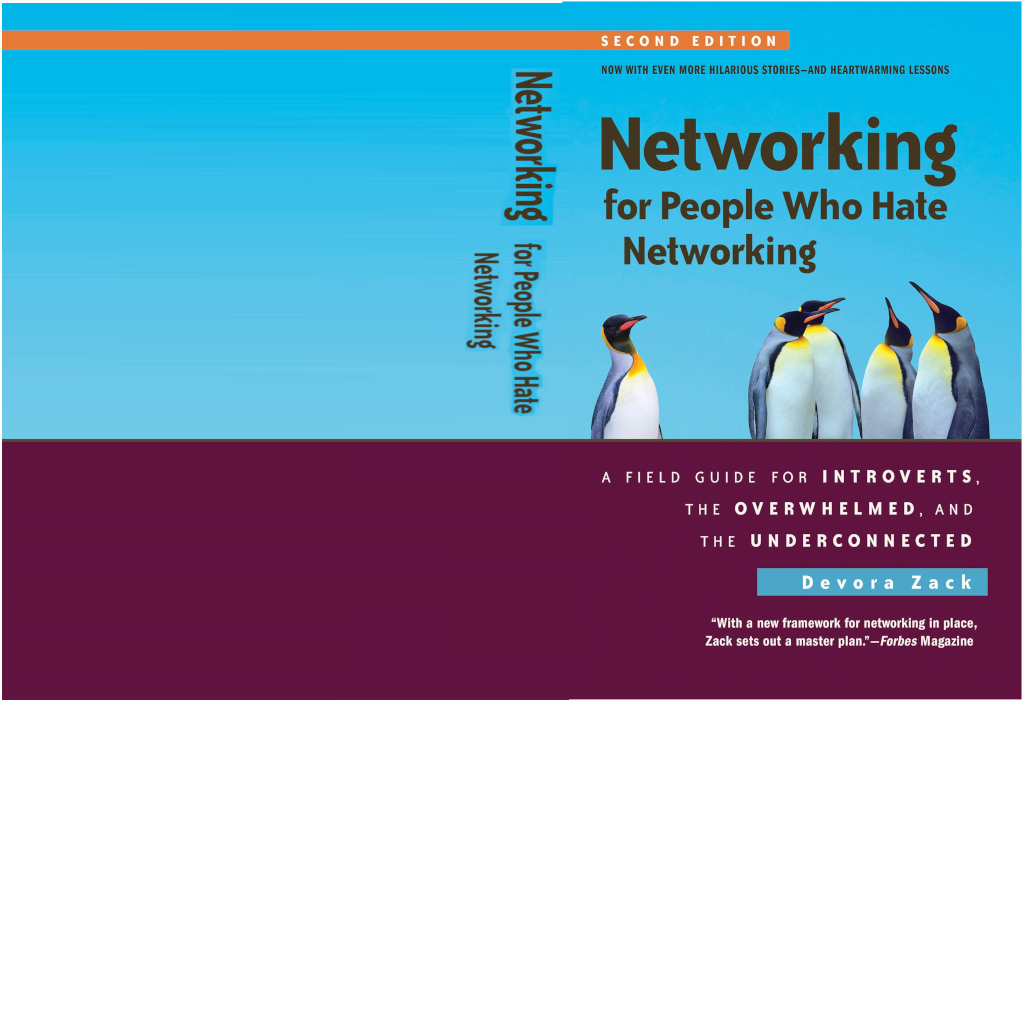 SECOND EDITION
NOW WITH EVEN MORE HILARIOUS STORIES—AND HEARTWARMING LESSONS
Networking
for People Who Hate
Networking
A FIELD GUIDE FOR INTROVERTS,
THE OVERWHELMED, AND
THE UNDERCONNECTED
Devora Zack
“With a new framework for networking in place,
Zack sets out a master plan.”—Forbes Magazine
Networking
for People Who Hate
Networking